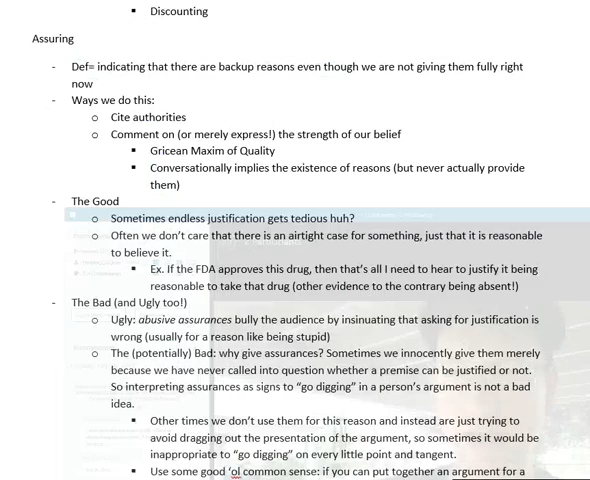 ▪ Discounting
Assuring
- Def= indicating that there are backup reasons even though we are not giving them fully right
now
- Ways we do this:
o Cite authorities
o Comment on (or merely express!) the strength of our belief
▪ Gricean Maxim of Quality
▪ Conversationally implies the existence of reasons (but never actually provide
them)
- The Good
o Sometimes endless justification gets tedious huh?
o Often we don't care that there is an airtight case for something, just that it is reasonable
to believe it.
▪ Ex. If the FDA approves this drug, then that's all I need to hear to justify it being
reasonable to take that drug (other evidence to the contrary being absent!)
- The Bad (and Ugly too!)
o Ugly: abusive assurances bully the audience by insinuating that asking for justification is
wrong (usually for a reason like being stupid)
o The (potentially) Bad: why give assurances? Sometimes we innocently give them merely
because we have never called into question whether a premise can be justified or not.
So interpreting assurances as signs to "go digging" in a person's argument is not a bad
idea.
▪ Other times we don't use them for this reason and instead are just trying to
avoid dragging out the presentation of the argument, so sometimes it would be
inappropriate to "go digging" on every little point and tangent.
▪ Use some good 'ol common sense: if you can put together an argument for a